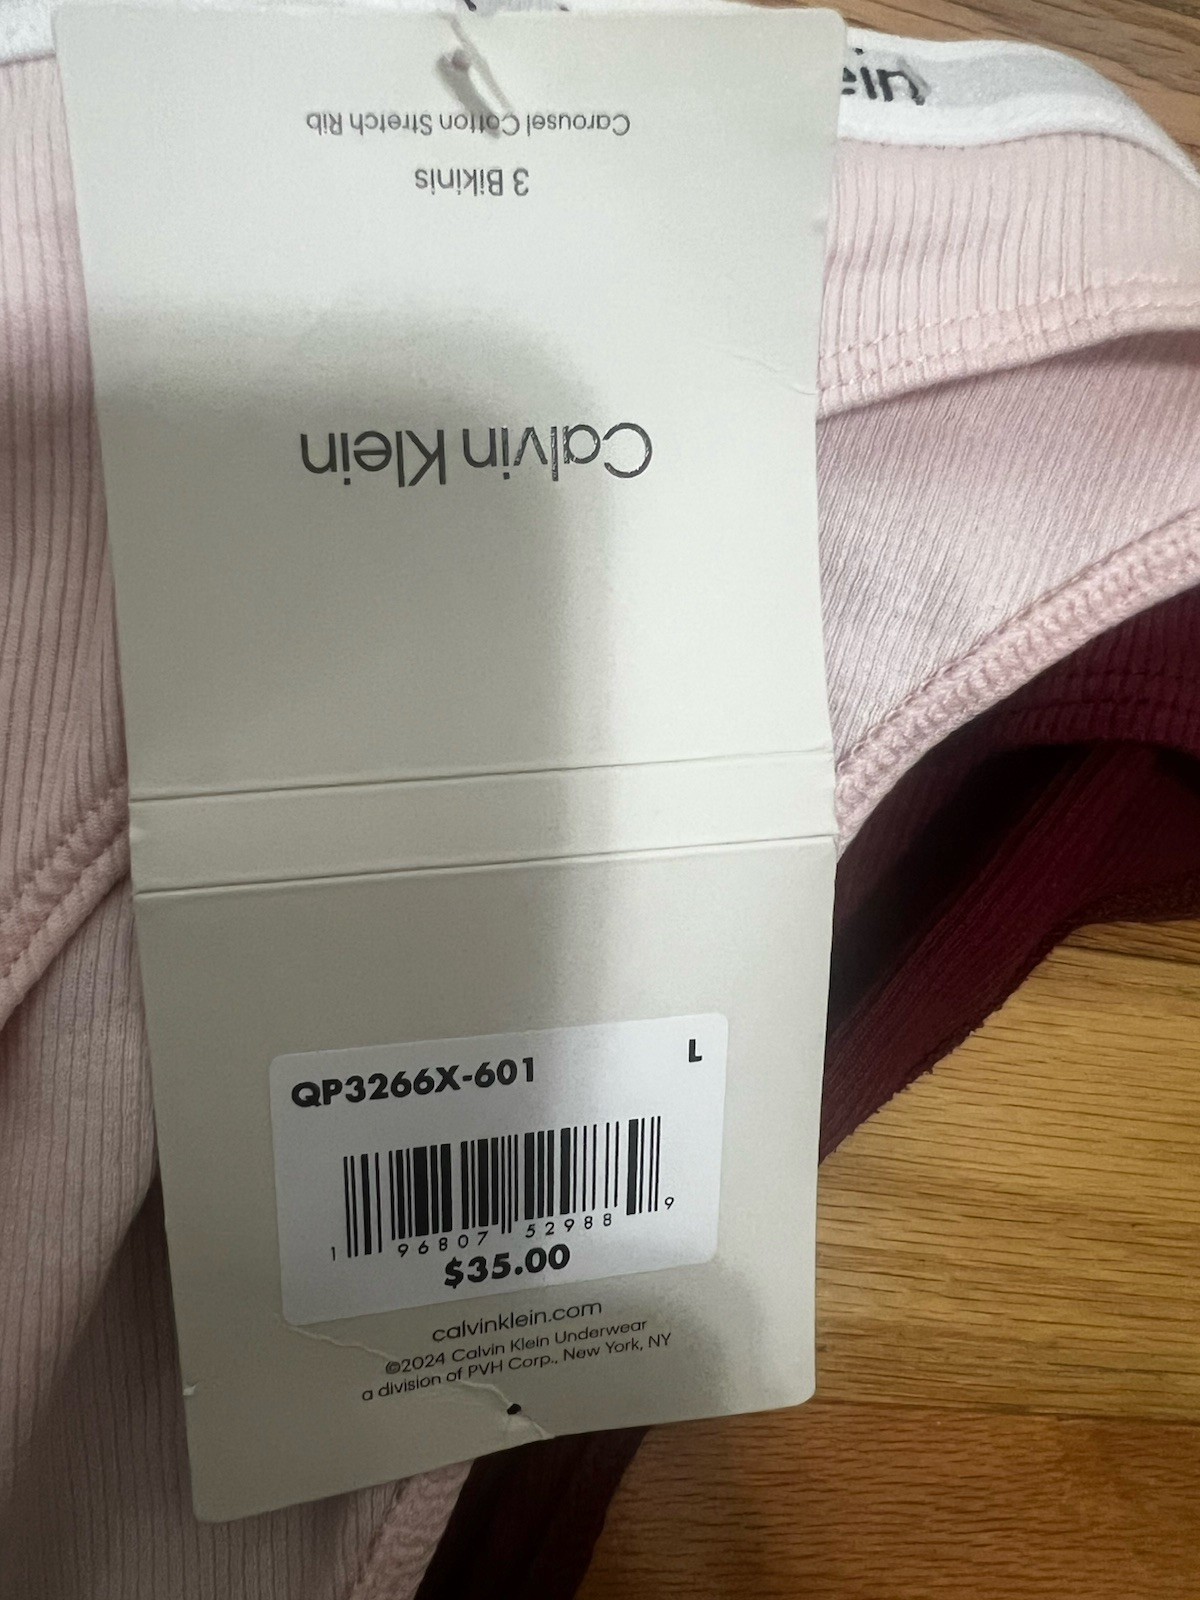 Carousel Cotton Stretch Rib
3 Bikinis
Calvin Klein
QP3266X-601
L
1 96807 52988 9
$35.00
calvinklein.com
©2024 Calvin Klein Underwear
a division of PVH Corp., New York, NY